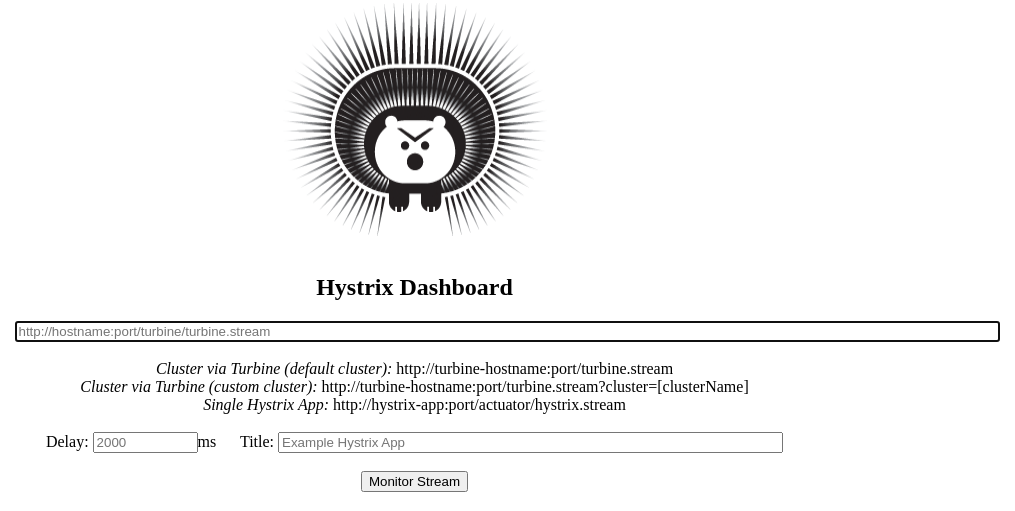 Hystrix Dashboard
http://hostname:port/turbine/turbine.stream
Cluster via Turbine (default cluster): http://turbine-hostname:port/turbine.stream
Cluster via Turbine (custom cluster): http://turbine-hostname:port/turbine.stream?cluster=[clusterName]
Single Hystrix App: http://hystrix-app:port/actuator/hystrix.stream
Delay: 2000 ms Title: Example Hystrix App
Monitor Stream